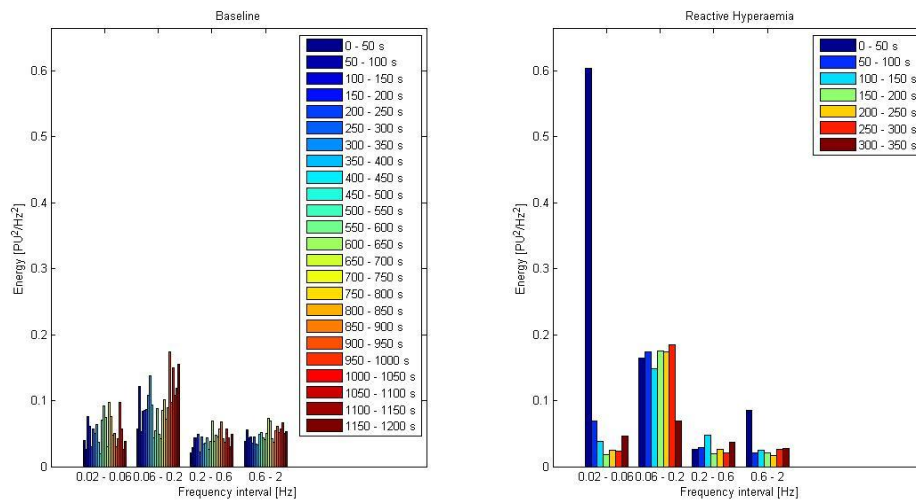 Baseline
0.6
0.5
0.4
0.3
0.2
0.1
0
Energy [PU²/Hz²]
0.02 - 0.06
0.06 - 0.2
0.2 - 0.6
0.6 - 2
Frequency interval [Hz]
0 - 50 s
50 - 100 s
100 - 150 s
150 - 200 s
200 - 250 s
250 - 300 s
300 - 350 s
350 - 400 s
400 - 450 s
450 - 500 s
500 - 550 s
550 - 600 s
600 - 650 s
650 - 700 s
700 - 750 s
750 - 800 s
800 - 850 s
850 - 900 s
900 - 950 s
950 - 1000 s
1000 - 1050 s
1050 - 1100 s
1100 - 1150 s
1150 - 1200 s
Reactive Hyperaemia
0.6
0.5
0.4
0.3
0.2
0.1
0
Energy [PU²/Hz²]
0.02 - 0.06
0.06 - 0.2
0.2 - 0.6
0.6 - 2
Frequency interval [Hz]
0 - 50 s
50 - 100 s
100 - 150 s
150 - 200 s
200 - 250 s
250 - 300 s
300 - 350 s